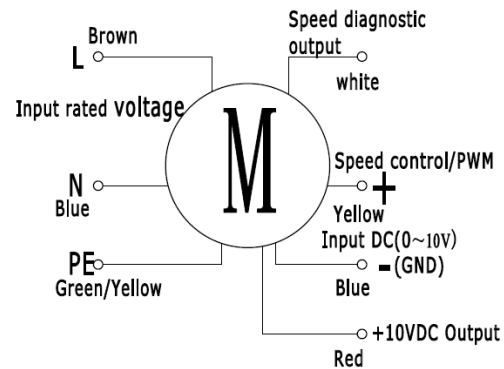 Brown
L
Input rated voltage
N
Blue
PE
Green/Yellow
M
Speed diagnostic
output
white
Speed control/PWM
+
Yellow
Input DC(0~10V)
-(GND)
Blue
+10VDC Output
Red